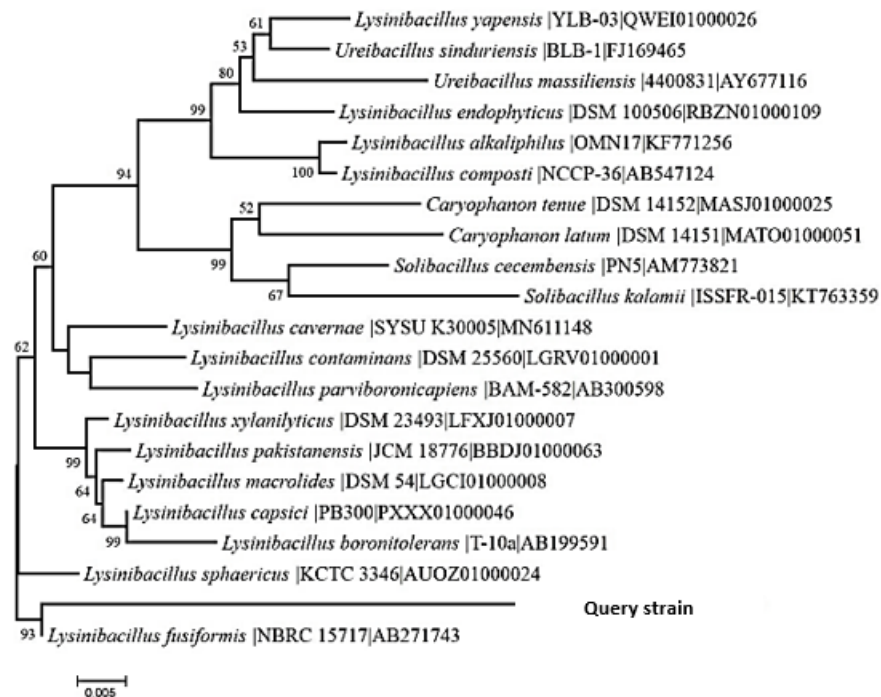 61
Lysinibacillus yapensis |YLB-03|QWEI01000026
53
Ureibacillus sinduriensis |BLB-1|FJ169465
80
Ureibacillus massiliensis |4400831|AY677116
99
Lysinibacillus endophyticus |DSM 100506|RBZN01000109
Lysinibacillus alkaliphilus |OMN17|KF771256
94
100
Lysinibacillus composti |NCCP-36|AB547124
52
Caryophanon tenue |DSM 14152|MASJ01000025
Caryophanon latum |DSM 14151|MATO01000051
60
99
Solibacillus cecembensis |PN5|AM773821
67
Solibacillus kalamii |ISSFR-015|KT763359
Lysinibacillus cavernae |SYSU K30005|MN611148
62
Lysinibacillus contaminans |DSM 25560|LGRV01000001
Lysinibacillus parviboronicapiens |BAM-582|AB300598
Lysinibacillus xylanilyticus |DSM 23493|LFXJ01000007
99
Lysinibacillus pakistanensis |JCM 18776|BBDJ01000063
64
Lysinibacillus macrolides |DSM 54|LGCI01000008
64
Lysinibacillus capsici |PB300|PXXX01000046
99
Lysinibacillus boronitolerans |T-10a|AB199591
Lysinibacillus sphaericus |KCTC 3346|AUOZ01000024
Query strain
93
Lysinibacillus fusiformis |NBRC 15717|AB271743
0.005